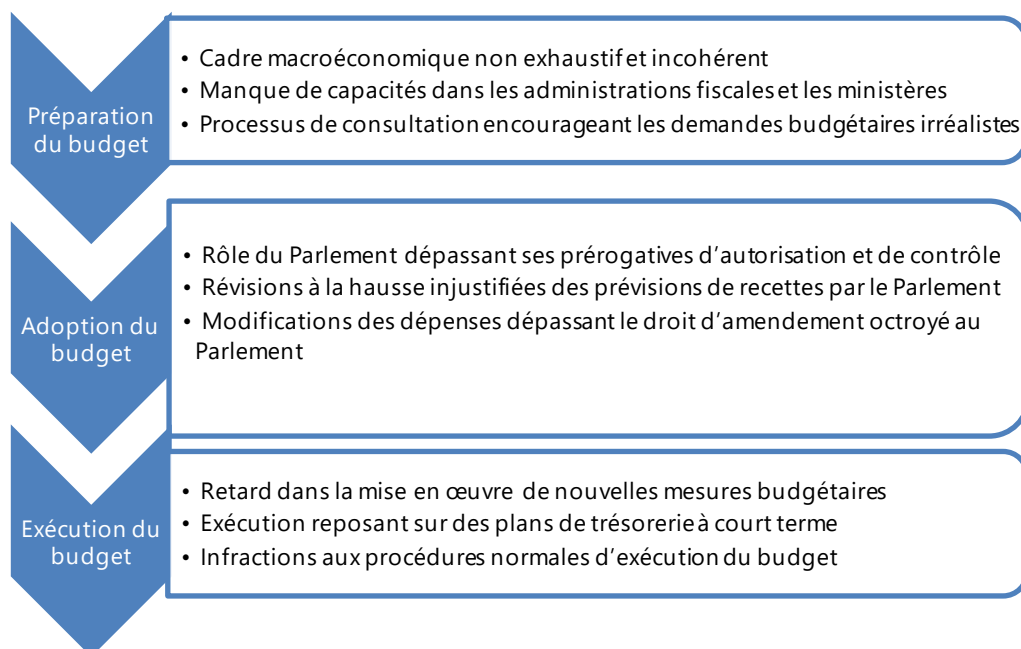 Préparation
du budget
• Cadre macroéconomique non exhaustif et incohérent
• Manque de capacités dans les administrations fiscales et les ministères
• Processus de consultation encourageant les demandes budgétaires irréalistes
Adoption du
budget
• Rôle du Parlement dépassant ses prérogatives d’autorisation et de contrôle
• Révisions à la hausse injustifiées des prévisions de recettes par le Parlement
• Modifications des dépenses dépassant le droit d’amendement octroyé au
Parlement
Exécution du
budget
• Retard dans la mise en œuvre de nouvelles mesures budgétaires
• Exécution reposant sur des plans de trésorerie à court terme
• Infractions aux procédures normales d’exécution du budget